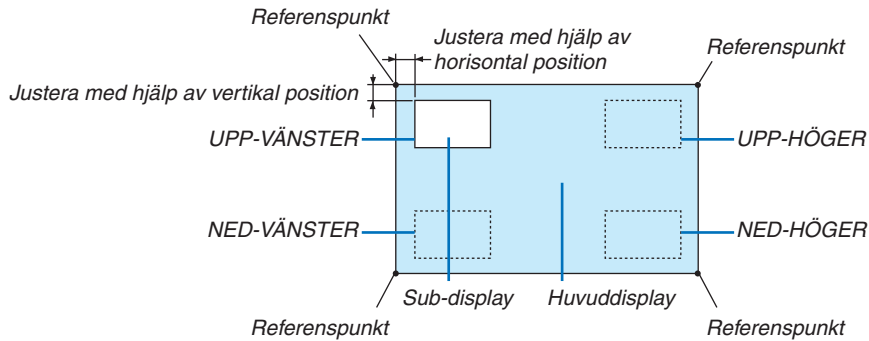 Referenspunkt
Justera med hjälp av
horisontal position
Referenspunkt
Justera med hjälp av vertikal position
UPP-VÄNSTER
UPP-HÖGER
NED-VÄNSTER
NED-HÖGER
Sub-display
Huvuddisplay
Referenspunkt
Referenspunkt